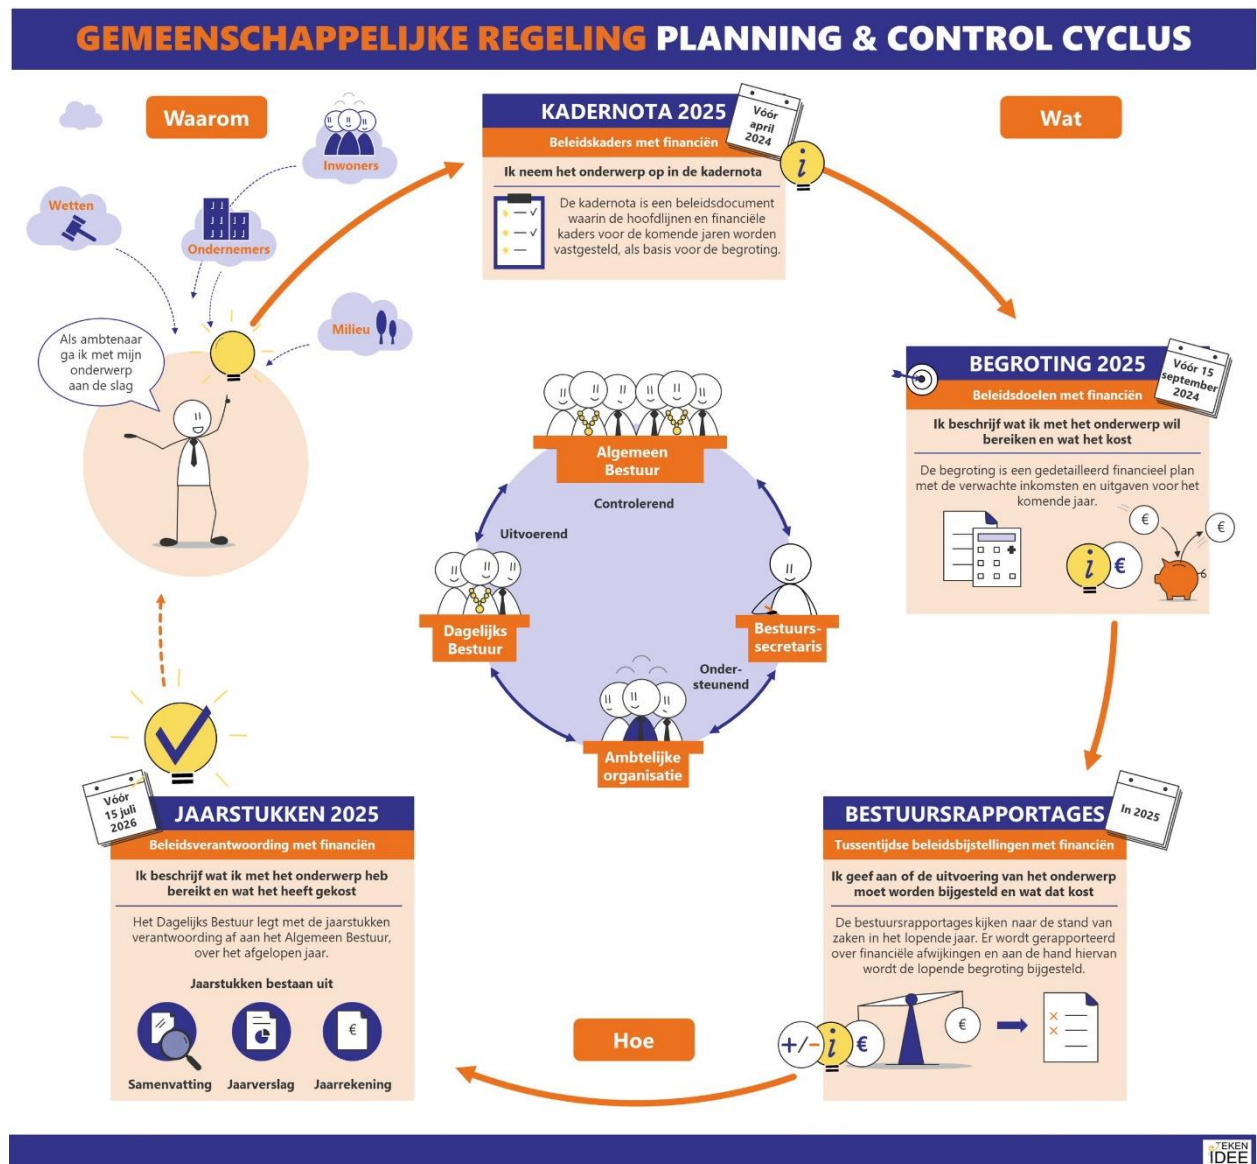 GEMEENSCHAPPELIJKE REGELING PLANNING & CONTROL CYCLUS
Waarom
Inwoners
Wetten
Ondernemers
Milieu
Als ambtenaar
ga ik met mijn
onderwerp
aan de slag
KADERNOTA 2025
Vóór
april
2024
Beleidskaders met financiën
i
Ik neem het onderwerp op in de kadernota
De kadernota is een beleidsdocument
waarin de hoofdlijnen en financiële
kaders voor de komende jaren worden
vastgesteld, als basis voor de begroting.
Wat
BEGROTING 2025
Vóór 15
september
2024
Beleidsdoelen met financiën
Ik beschrijf wat ik met het onderwerp wil
bereiken en wat het kost
De begroting is een gedetailleerd financieel plan
met de verwachte inkomsten en uitgaven voor het
komende jaar.
€
€
i €
Algemeen
Bestuur
Controlerend
Uitvoerend
Dagelijks
Bestuur
Bestuurs-
secretaris
Onder-
steunend
Ambtelijke
organisatie
BESTUURSRAPPORTAGES
In 2025
Tussentijdse beleidsbijstellingen met financiën
Ik geef aan of de uitvoering van het onderwerp
moet worden bijgesteld en wat dat kost
De bestuursrapportages kijken naar de stand van
zaken in het lopende jaar. Er wordt gerapporteerd
over financiële afwijkingen en aan de hand hiervan
wordt de lopende begroting bijgesteld.
€
+/- i €
Hoe
Vóór
15 juli
2026
JAARSTUKKEN 2025
Beleidsverantwoording met financiën
Ik beschrijf wat ik met het onderwerp heb
bereikt en wat het heeft gekost
Het Dagelijks Bestuur legt met de jaarstukken
verantwoording af aan het Algemeen Bestuur,
over het afgelopen jaar.
Jaarstukken bestaan uit
€
Samenvatting Jaarverslag Jaarrekening
TEKEN
IDEE